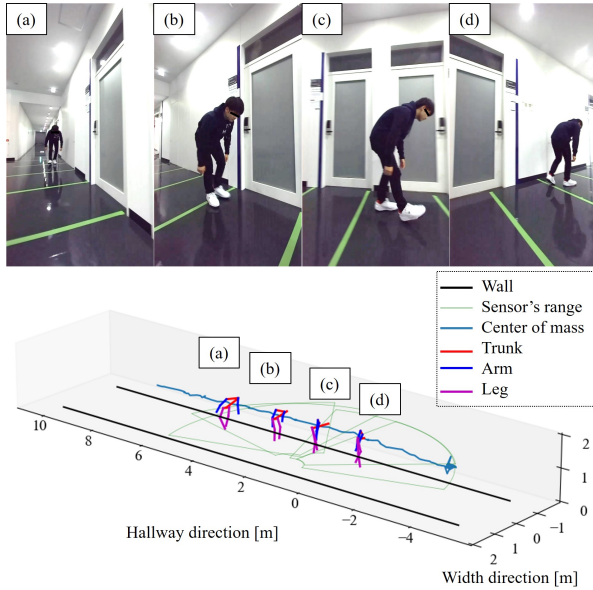 (a)
(b)
(c)
(d)
Wall
Sensor's range
Center of mass
Trunk
Arm
Leg
(a)
(b)
(c)
(d)
10
8
6
4
2
0
−2
−4
2
1
0
−1
0
1
2
Hallway direction [m]
Width direction [m]